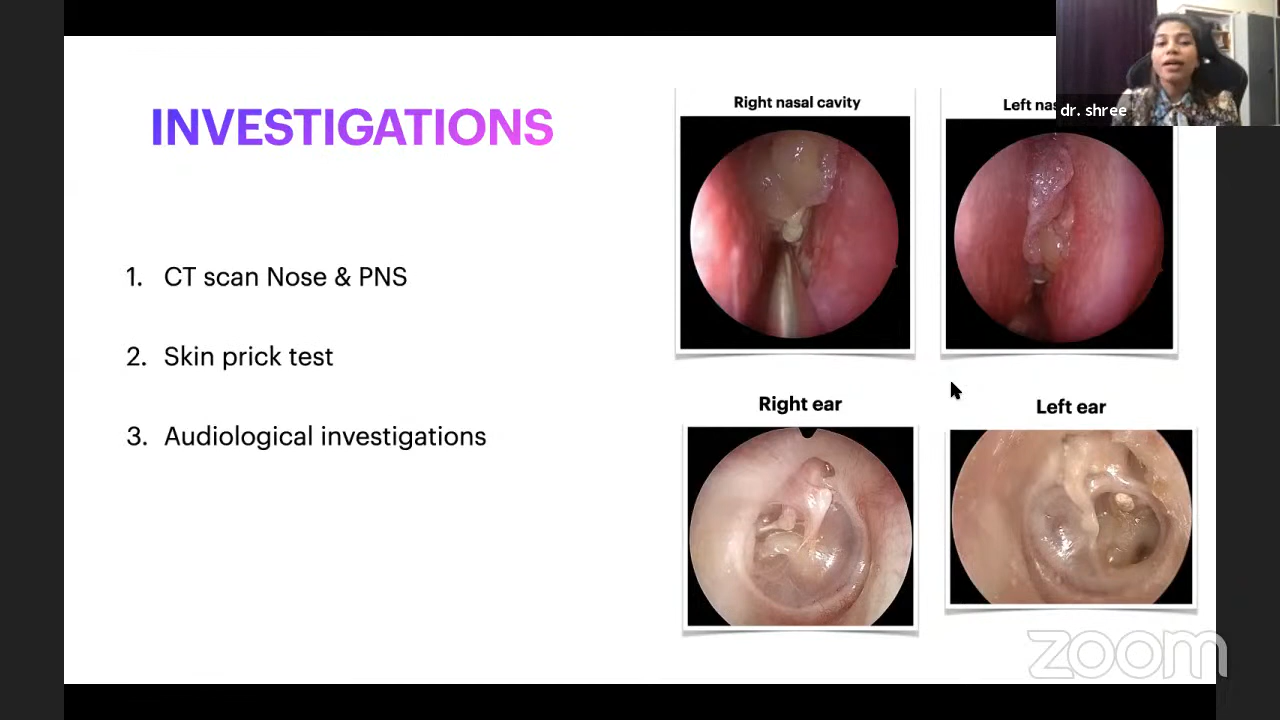 INVESTIGATIONS
1. CT scan Nose & PNS
2. Skin prick test
3. Audiological investigations
Right nasal cavity
Left
dr. shree
Right ear
Left ear
zoom